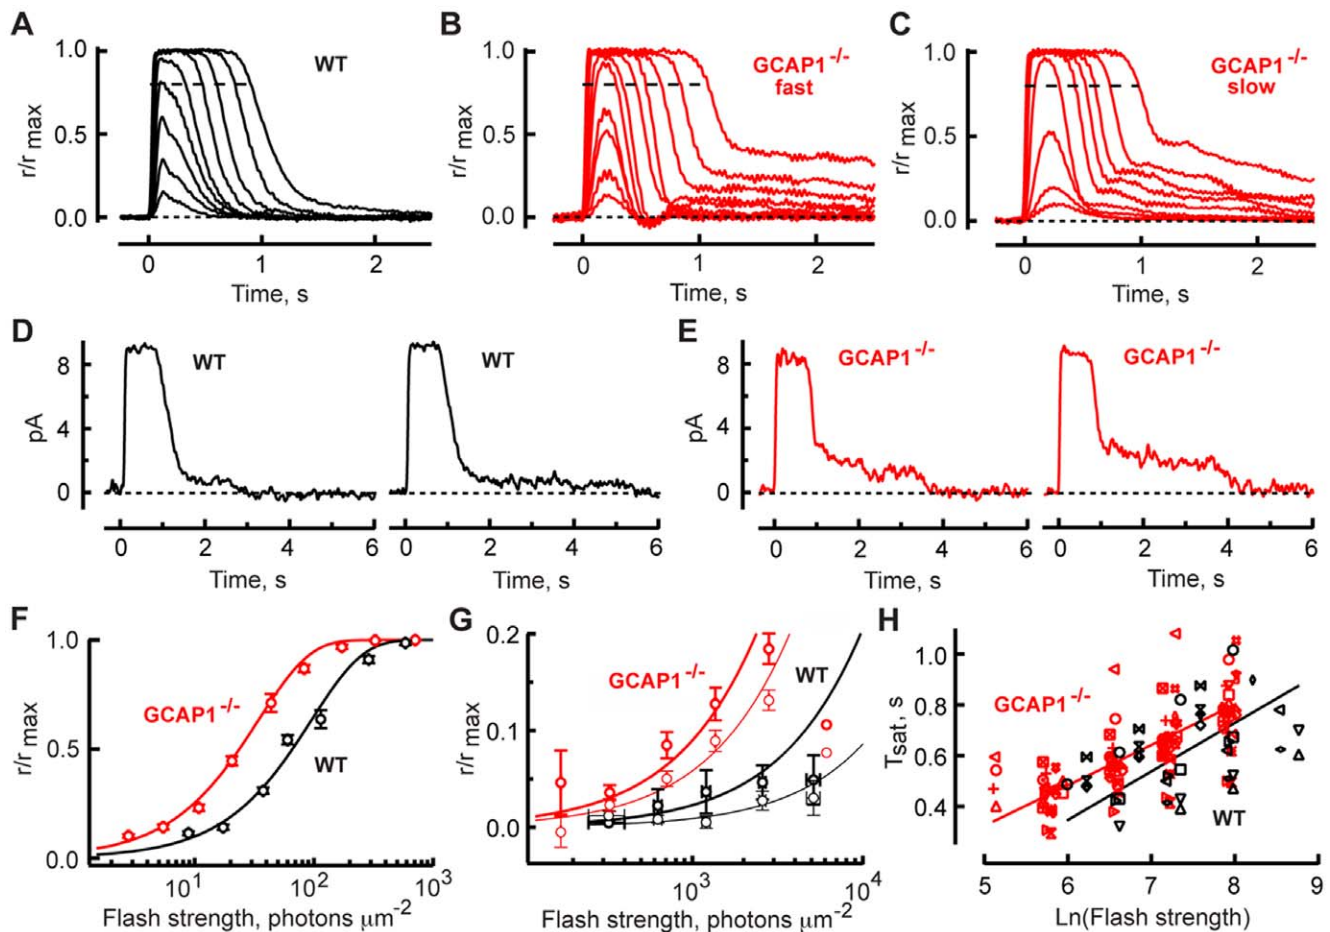 A
WT
r/r max
1.0
0.5
0.0
0 1 2
Time, s
B
GCAP1-/-
fast
r/r max
1.0
0.5
0.0
0 1 2
Time, s
C
GCAP1-/-
slow
r/r max
1.0
0.5
0.0
0 1 2
Time, s
D
WT
WT
pA
8
4
0
0 2 4 6
Time, s
0 2 4 6
Time, s
E
GCAP1-/-
GCAP1-/-
pA
8
4
0
0 2 4 6
Time, s
0 2 4 6
Time, s
F
GCAP1-/-
WT
r/r max
1.0
0.5
0.0
10^1 10^2 10^3
Flash strength, photons μm-2
G
GCAP1-/-
WT
r/r max
0.2
0.1
0.0
10^3 10^4
Flash strength, photons μm-2
H
GCAP1-/-
WT
Tsat, s
1.0
0.8
0.6
0.4
5 6 7 8 9
Ln(Flash strength)